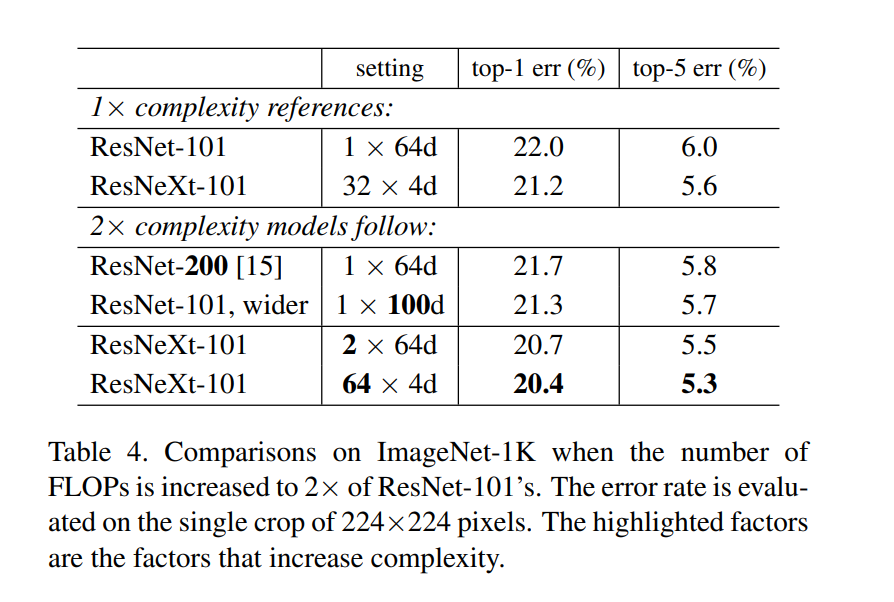 setting top-1 err (%) top-5 err (%)
1× complexity references:
ResNet-101 1 × 64d 22.0 6.0
ResNeXt-101 32 × 4d 21.2 5.6
2× complexity models follow:
ResNet-200 [15] 1 × 64d 21.7 5.8
ResNet-101, wider 1 × 100d 21.3 5.7
ResNeXt-101 2 × 64d 20.7 5.5
ResNeXt-101 64 × 4d 20.4 5.3
Table 4. Comparisons on ImageNet-1K when the number of
FLOPs is increased to 2× of ResNet-101's. The error rate is evalu-
ated on the single crop of 224×224 pixels. The highlighted factors
are the factors that increase complexity.